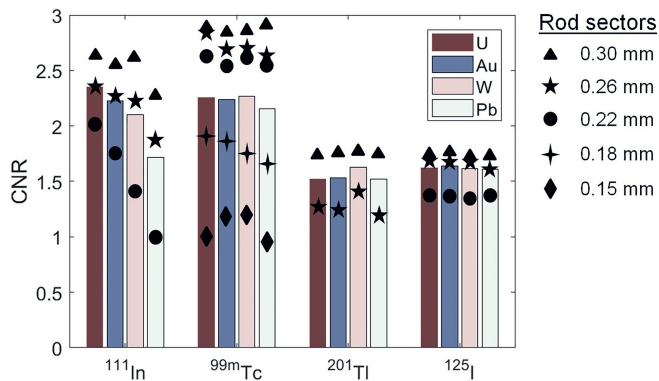 3
2.5
2
1.5
1
0.5
0
CNR
U
Au
W
Pb
¹¹¹In
⁹⁹ᵐTc
²⁰¹Tl
¹²⁵I
Rod sectors
0.30 mm
0.26 mm
0.22 mm
0.18 mm
0.15 mm